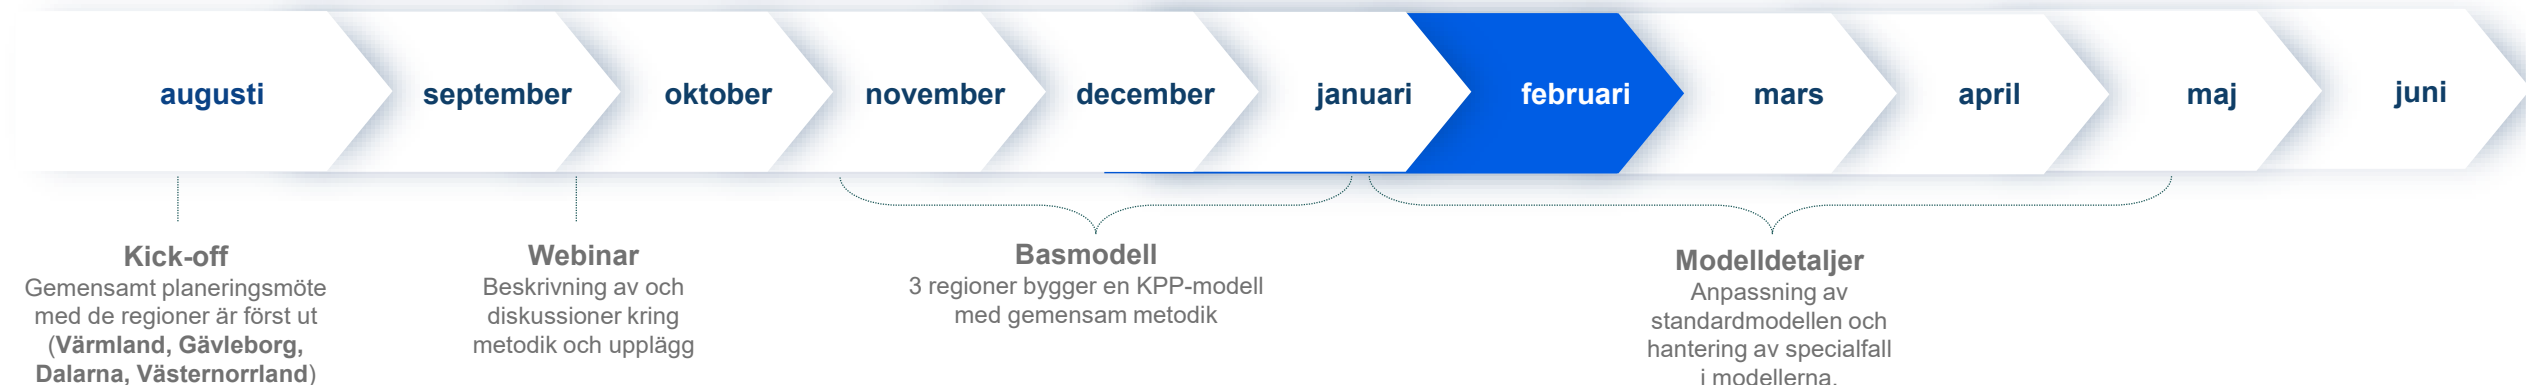 augusti
september
oktober
november
december
januari
februari
mars
april
maj
juni
Kick-off
Gemensamt planeringsmöte
med de regioner är först ut
(Värmland, Gävleborg,
Dalarna, Västernorrland)
Webinar
Beskrivning av och
diskussioner kring
metodik och upplägg
Basmodell
3 regioner bygger en KPP-modell
med gemensam metodik
Modelldetaljer
Anpassning av
standardmodellen och
hantering av specialfall
i modellerna.